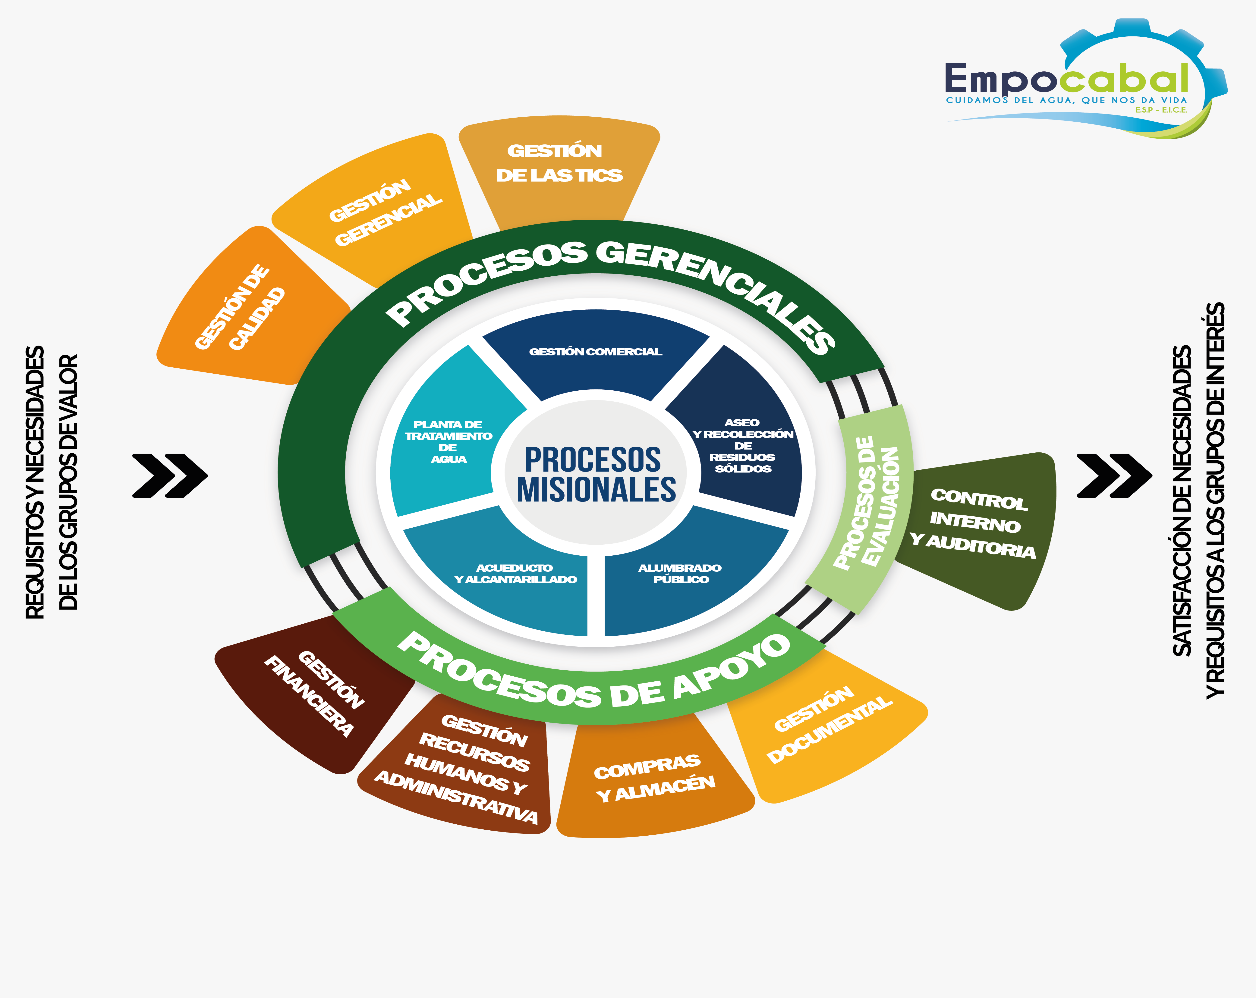 Empocabal
CUIDAMOS DEL AGUA, QUE NOS DA VIDA
E.S.P - E.I.C.E.
REQUISITOS Y NECESIDADES
DE LOS GRUPOS DE VALOR
GESTIÓN DE
CALIDAD
GESTIÓN
GERENCIAL
GESTIÓN
DE LAS TICS
PROCESOS GERENCIALES
GESTIÓN COMERCIAL
PLANTA DE
TRATAMIENTO
DE
AGUA
ASEO
Y RECOLECCIÓN
DE
RESIDUOS
SÓLIDOS
PROCESOS
MISIONALES
ACUEDUCTO
Y ALCANTARILLADO
ALUMBRADO
PÚBLICO
PROCESOS DE
EVALUACIÓN
CONTROL
INTERNO
Y AUDITORIA
PROCESOS DE APOYO
GESTIÓN
FINANCIERA
GESTIÓN
RECURSOS
HUMANOS Y
ADMINISTRATIVA
COMPRAS
Y ALMACÉN
GESTIÓN
DOCUMENTAL
SATISFACCIÓN DE NECESIDADES
Y REQUISITOS A LOS GRUPOS DE INTERÉS